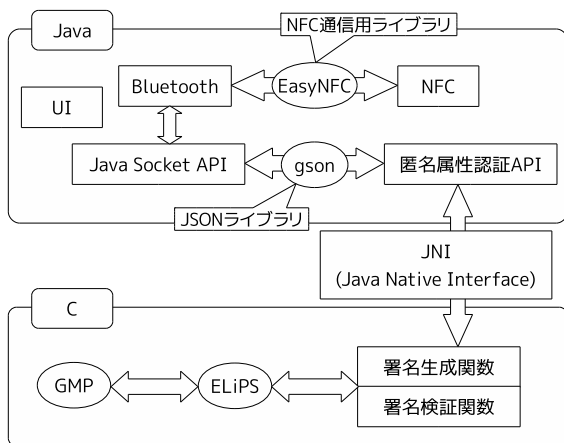 Java
NFC通信用ライブラリ
Bluetooth
EasyNFC
NFC
UI
Java Socket API
gson
匿名属性認証API
JSONライブラリ
JNI
(Java Native Interface)
C
GMP
ELiPS
署名生成関数
署名検証関数